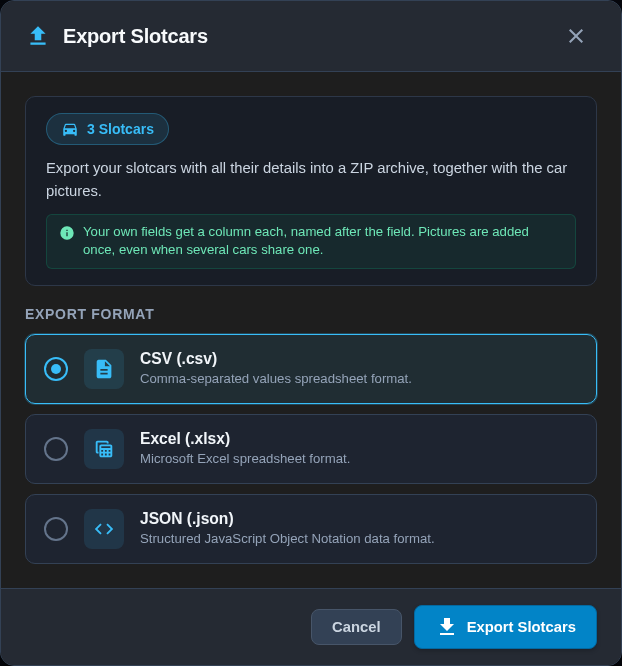 Export Slotcars
3 Slotcars
Export your slotcars with all their details into a ZIP archive, together with the car
pictures.
Your own fields get a column each, named after the field. Pictures are added
once, even when several cars share one.
EXPORT FORMAT
CSV (.csv)
Comma-separated values spreadsheet format.
Excel (.xlsx)
Microsoft Excel spreadsheet format.
JSON (.json)
Structured JavaScript Object Notation data format.
Cancel
Export Slotcars